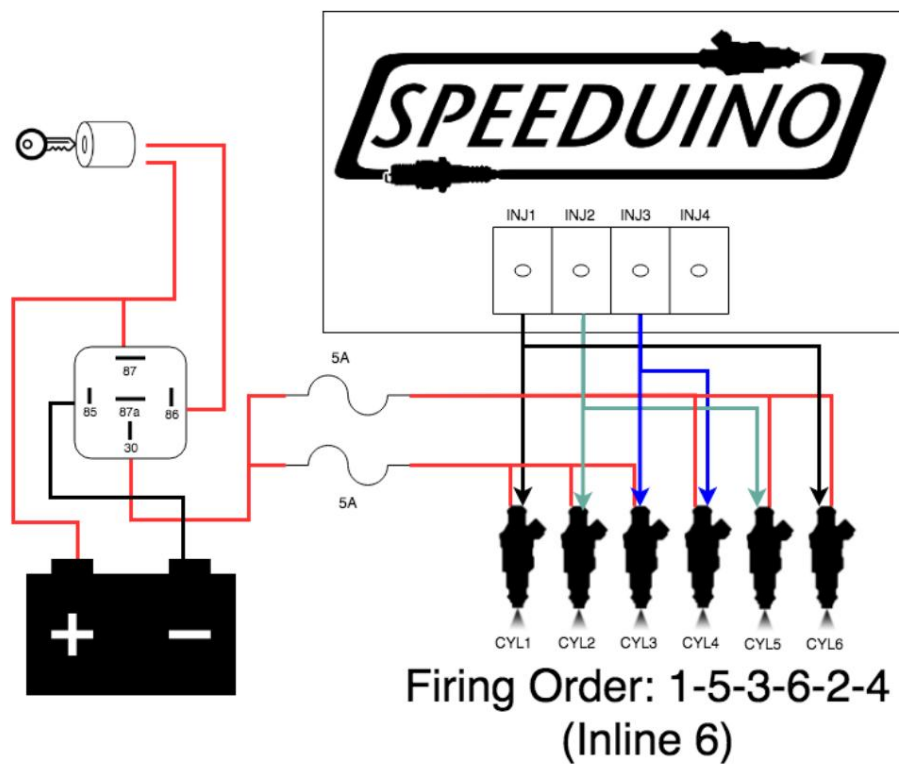 SPEEDUINO
INJ1 INJ2 INJ3 INJ4
5A
87
85 87a 86
30
5A
+ −
CYL1 CYL2 CYL3 CYL4 CYL5 CYL6
Firing Order: 1-5-3-6-2-4
(Inline 6)